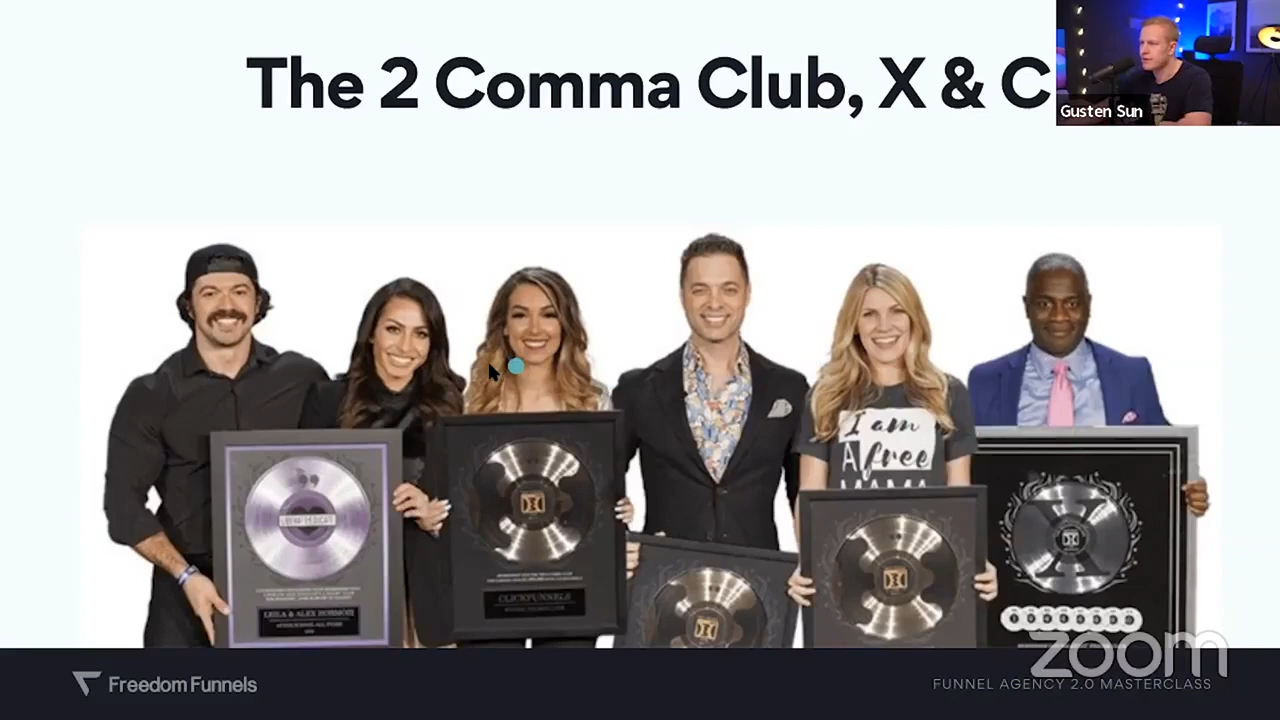 The 2 Comma Club, X & C
Gusten Sun
I am
A free
MAMA
LEILA & ALEX HORMOZI
CLICKFUNNELS
zoom
Freedom Funnels
FUNNEL AGENCY 2.0 MASTERCLASS